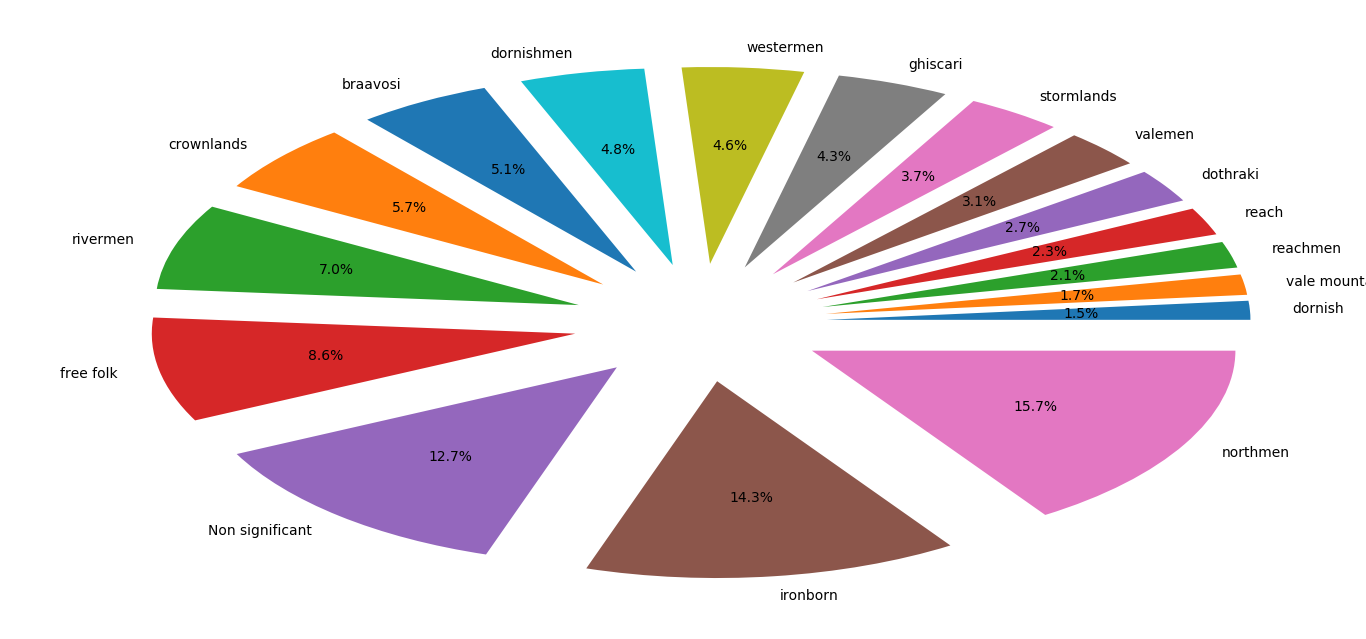 westermen
dornishmen
ghiscari
braavosi
stormlands
valemen
crownlands
dothraki
reach
rivermen
reachmen
vale mounta
dornish
free folk
northmen
Non significant
ironborn
4.6%
4.8%
4.3%
5.1%
3.7%
3.1%
5.7%
2.7%
2.3%
7.0%
2.1%
1.7%
1.5%
8.6%
15.7%
12.7%
14.3%